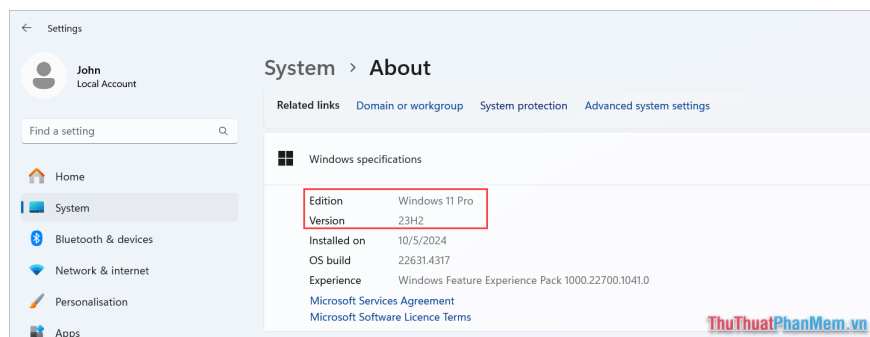 Settings
John
Local Account
Find a setting
Home
System
Bluetooth & devices
Network & internet
Personalisation
Apps
System > About
Related links Domain or workgroup System protection Advanced system settings
Windows specifications
Edition Windows 11 Pro
Version 23H2
Installed on 10/5/2024
OS build 22631.4317
Experience Windows Feature Experience Pack 1000.22700.1041.0
Microsoft Services Agreement
Microsoft Software Licence Terms
ThuThuatPhanMem.vn